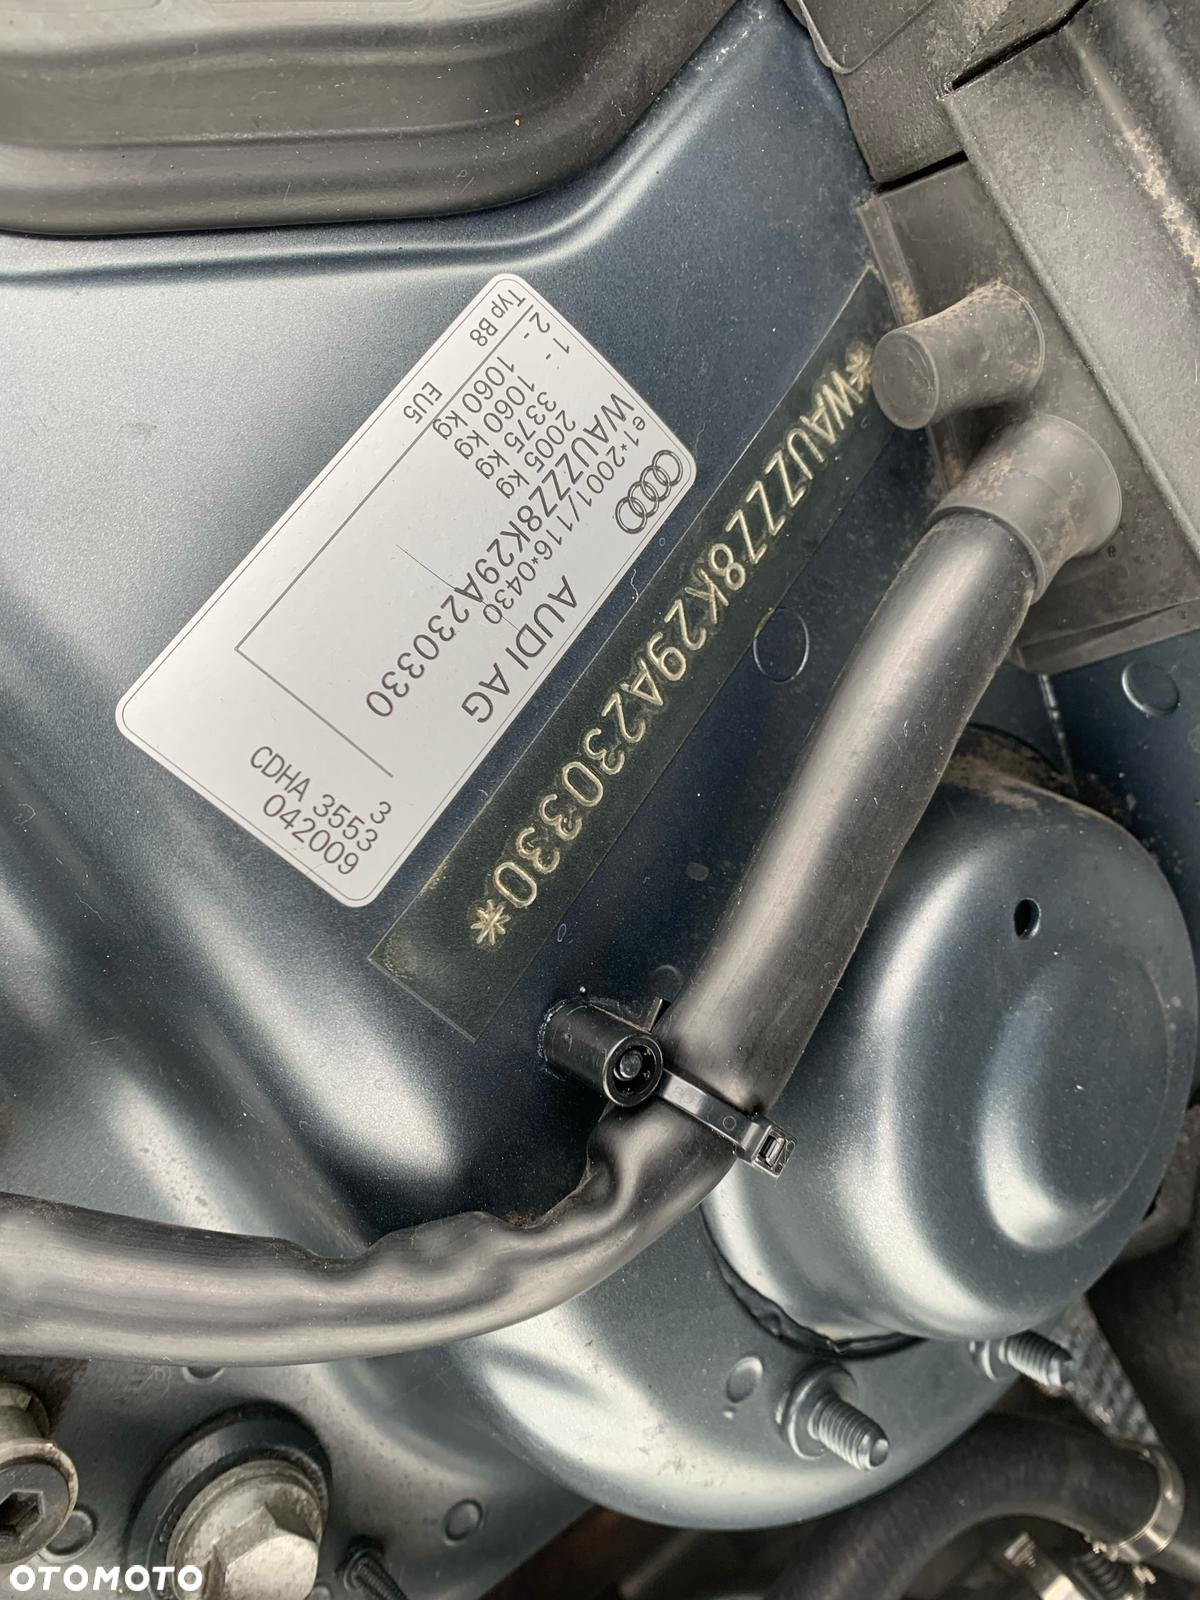 AUDI AG
e1*2001/116*0430
WAUZZZ8K29A230330
2005 kg
3375 kg
1- 1060 kg
2- 1060 kg
Typ B8 EU5
3
CDHA 3553
042009
*WAUZZZ8K29A230330*
OTOMOTO